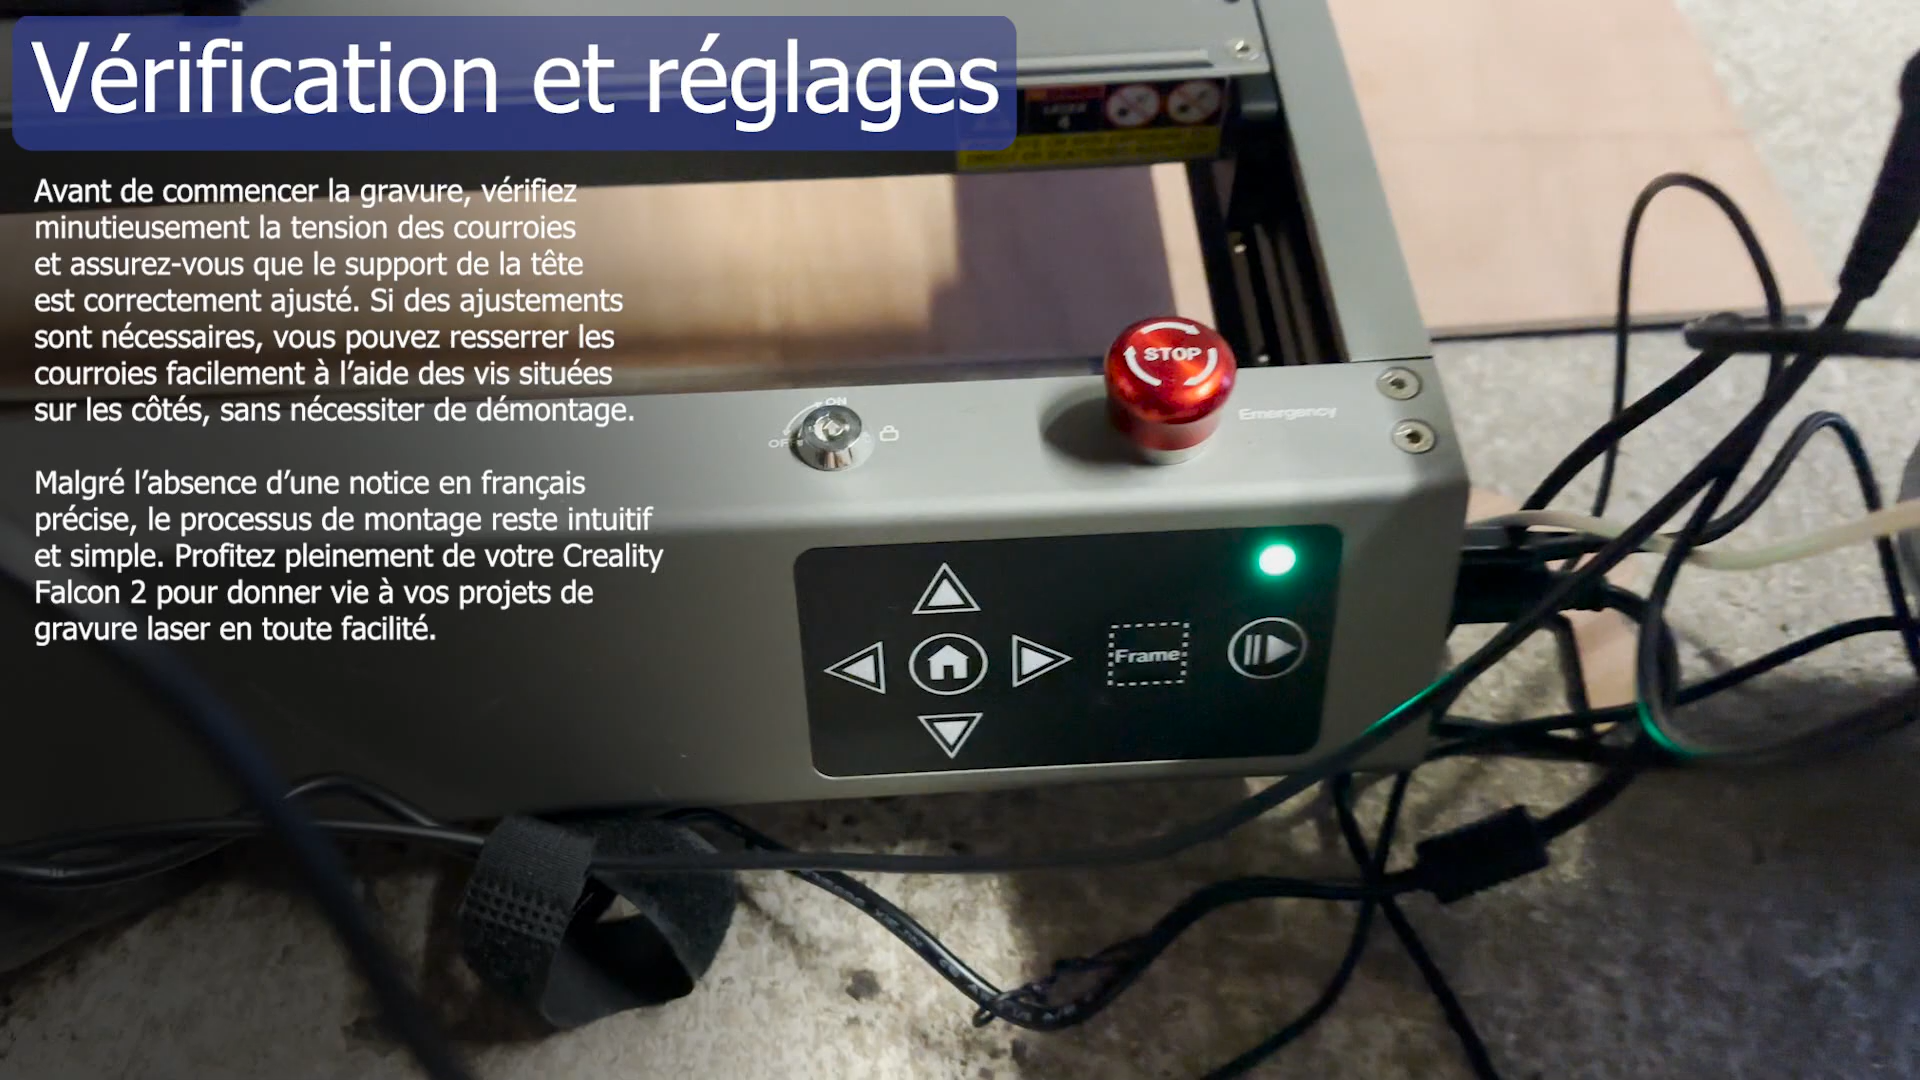 Vérification et réglages
Avant de commencer la gravure, vérifiez
minutieusement la tension des courroies
et assurez-vous que le support de la tête
est correctement ajusté. Si des ajustements
sont nécessaires, vous pouvez resserrer les
courroies facilement à l’aide des vis situées
sur les côtés, sans nécessiter de démontage.
Malgré l’absence d’une notice en français
précise, le processus de montage reste intuitif
et simple. Profitez pleinement de votre Creality
Falcon 2 pour donner vie à vos projets de
gravure laser en toute facilité.
STOP
Emergency
ON
Frame